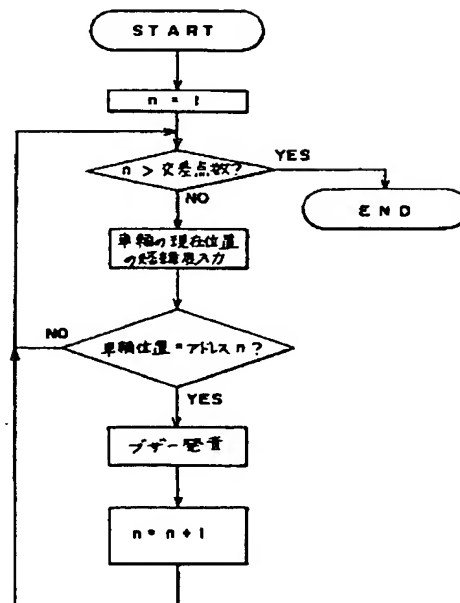 START
n = 1
n > 交差点数?
YES
NO
車輌の現在位置
の経緯度入力
NO
車輌位置 = アドレス n ?
YES
ブザー発音
n = n + 1
END